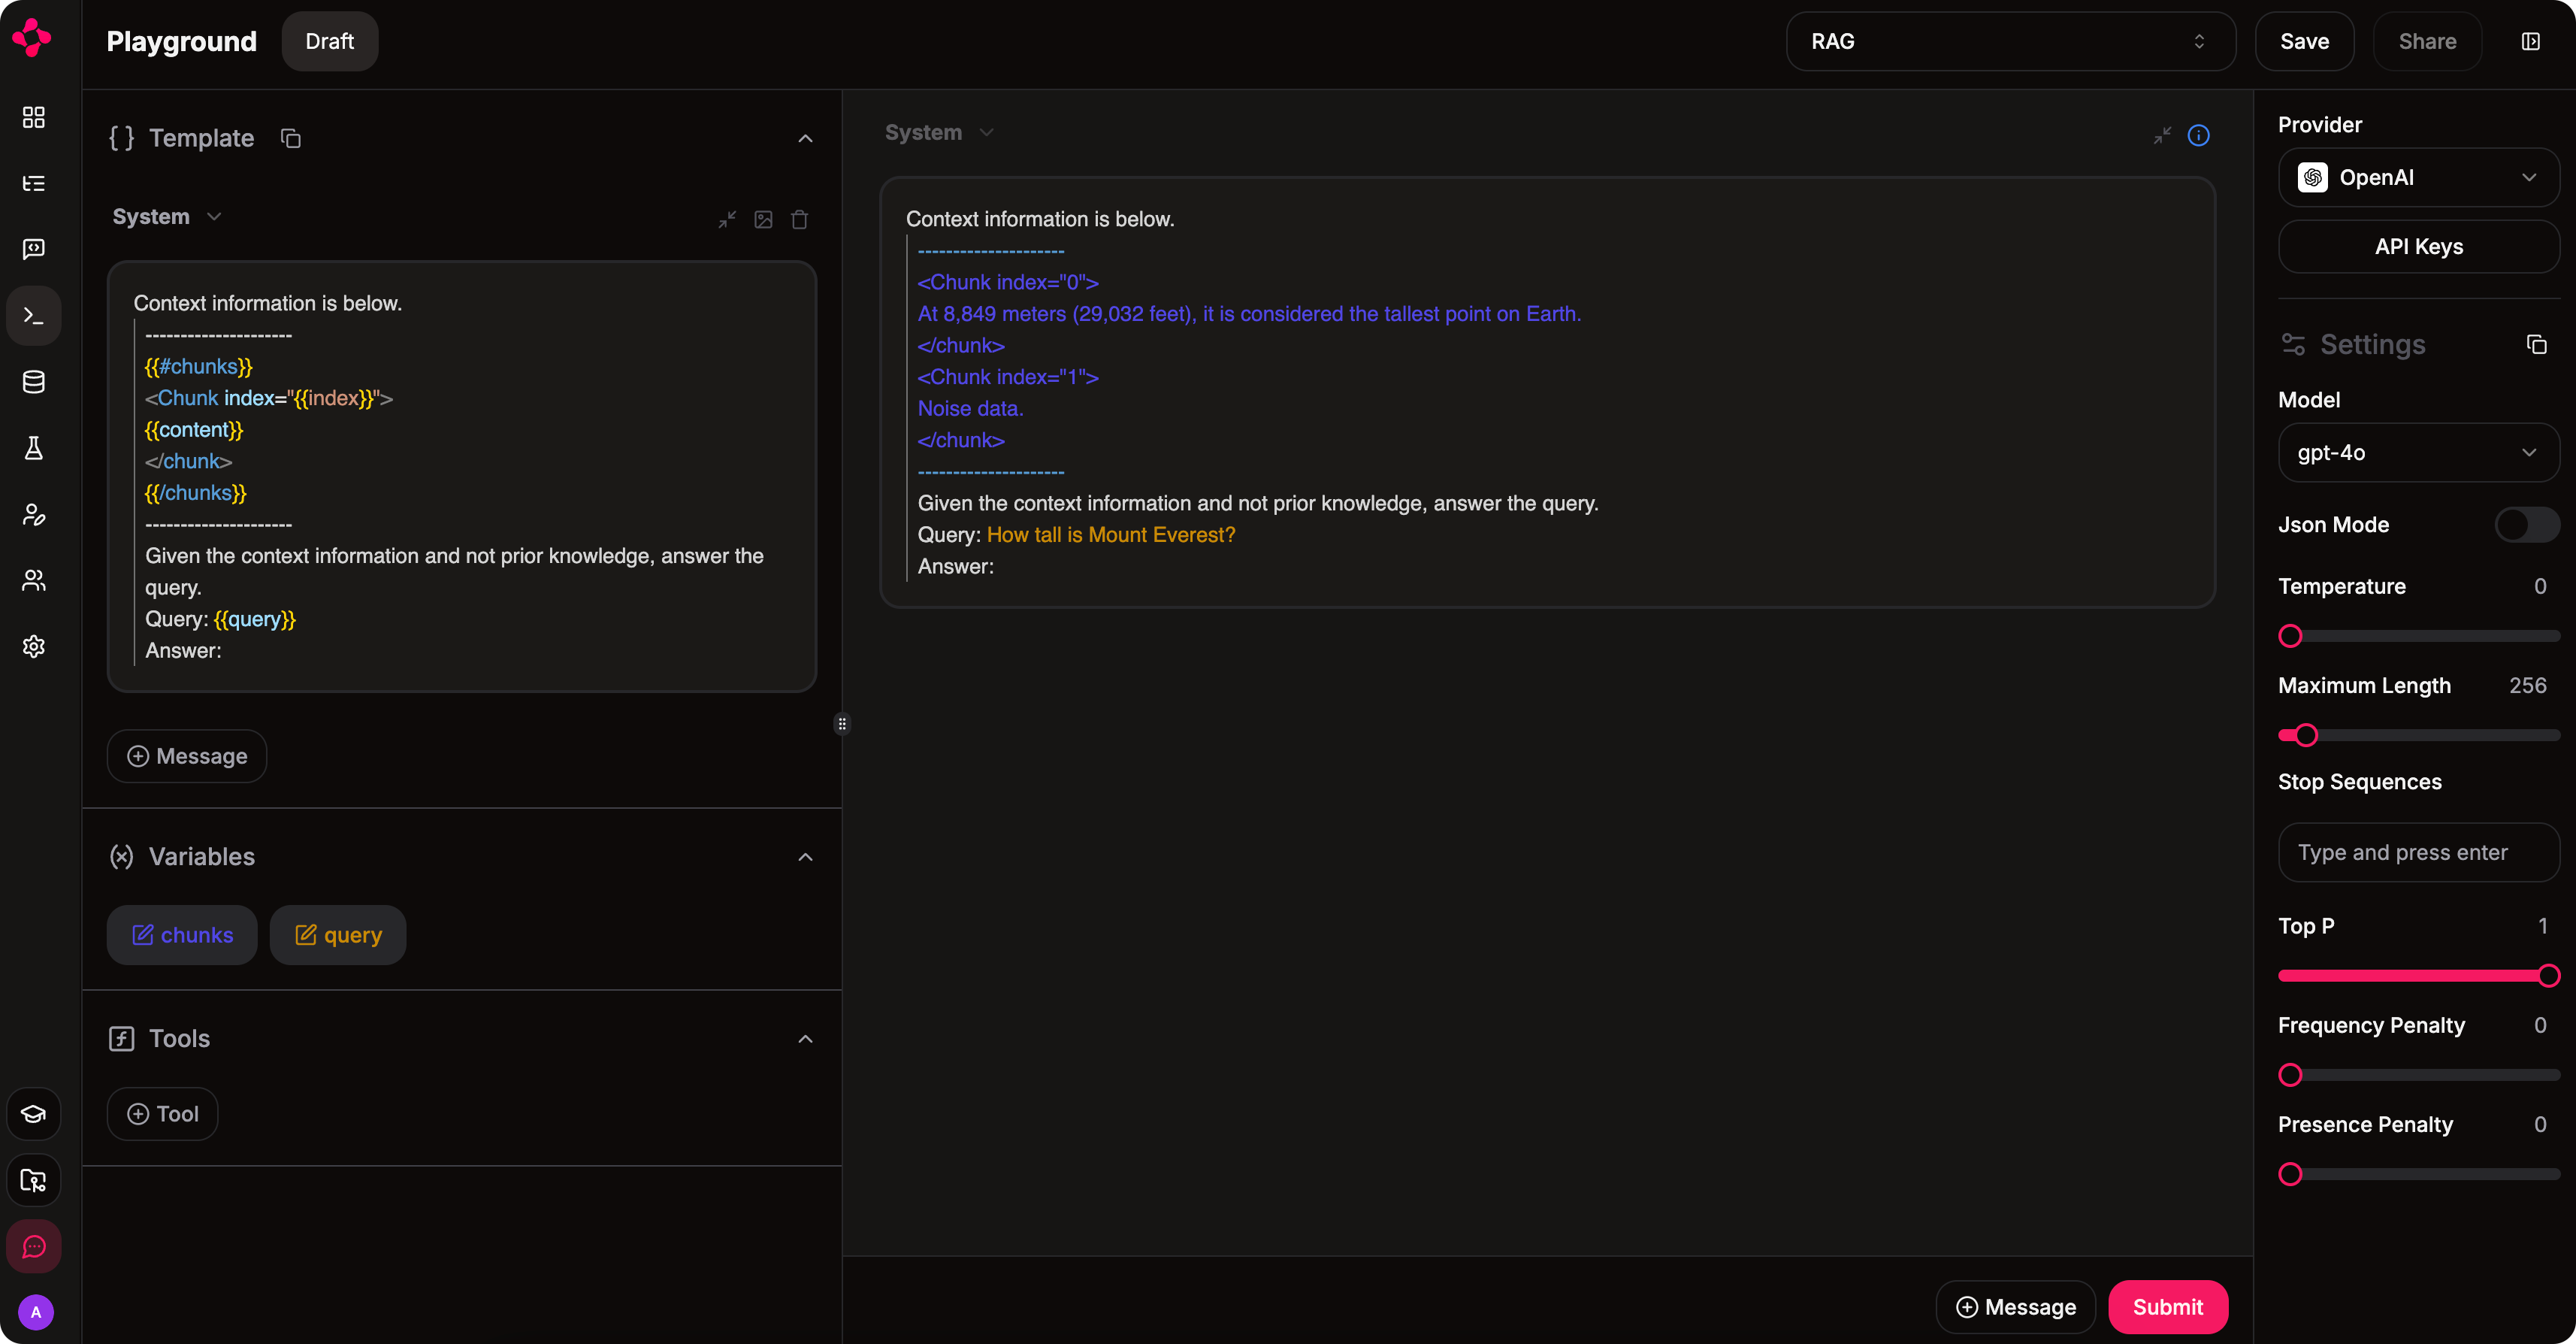 Playground
Draft
RAG
Save
Share
Template
System
Context information is below.
---------------------
{{#chunks}}
<Chunk index="{{index}}">
{{content}}
</chunk>
{{/chunks}}
---------------------
Given the context information and not prior knowledge, answer the
query.
Query: {{query}}
Answer:
Message
Variables
chunks
query
Tools
Tool
A
System
Context information is below.
---------------------
<Chunk index="0">
At 8,849 meters (29,032 feet), it is considered the tallest point on Earth.
</chunk>
<Chunk index="1">
Noise data.
</chunk>
---------------------
Given the context information and not prior knowledge, answer the query.
Query: How tall is Mount Everest?
Answer:
Message
Submit
Provider
OpenAI
API Keys
Settings
Model
gpt-4o
Json Mode
Temperature 0
Maximum Length 256
Stop Sequences
Type and press enter
Top P 1
Frequency Penalty 0
Presence Penalty 0